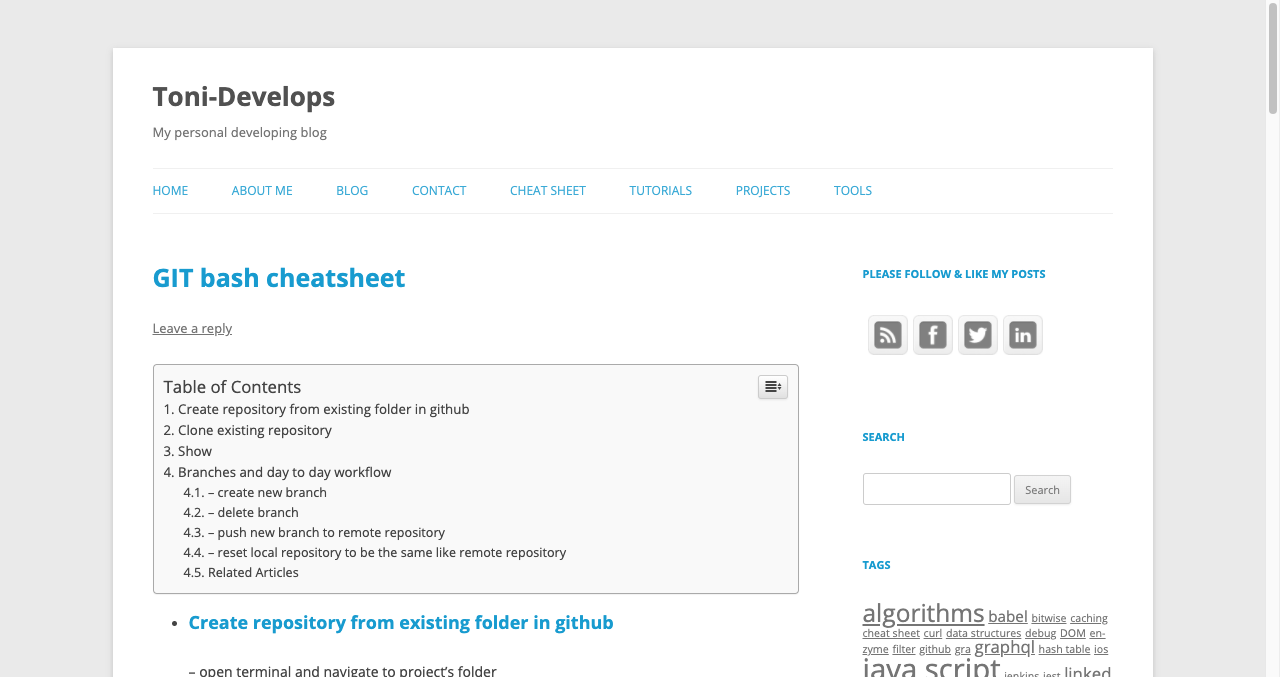 Toni-Develops
My personal developing blog
HOME ABOUT ME BLOG CONTACT CHEAT SHEET TUTORIALS PROJECTS TOOLS
GIT bash cheatsheet
Leave a reply
Table of Contents
1. Create repository from existing folder in github
2. Clone existing repository
3. Show
4. Branches and day to day workflow
4.1. – create new branch
4.2. – delete branch
4.3. – push new branch to remote repository
4.4. – reset local repository to be the same like remote repository
4.5. Related Articles
• Create repository from existing folder in github
– open terminal and navigate to project’s folder
PLEASE FOLLOW & LIKE MY POSTS
SEARCH
Search
TAGS
algorithms babel bitwise caching
cheat sheet curl data structures debug DOM en-
zyme filter github gra graphql hash table ios
java script jenkins jest linked